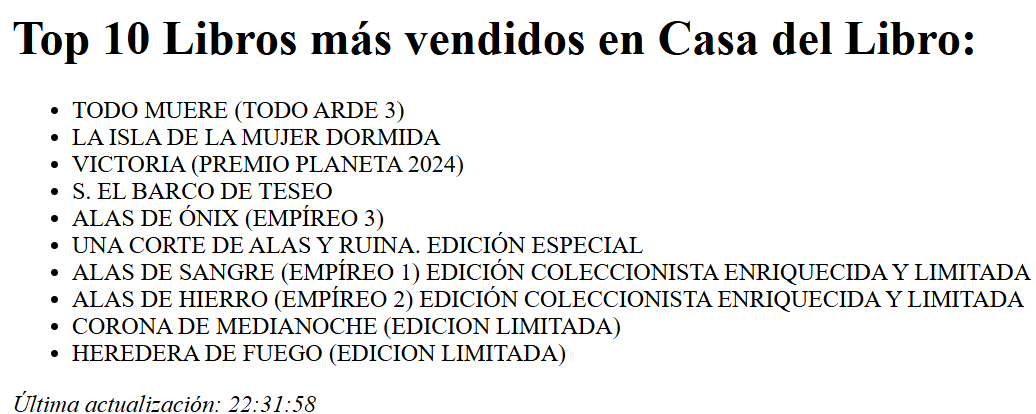 Top 10 Libros más vendidos en Casa del Libro:
• TODO MUERE (TODO ARDE 3)
• LA ISLA DE LA MUJER DORMIDA
• VICTORIA (PREMIO PLANETA 2024)
• S. EL BARCO DE TESEO
• ALAS DE ÓNIX (EMPÍREO 3)
• UNA CORTE DE ALAS Y RUINA. EDICIÓN ESPECIAL
• ALAS DE SANGRE (EMPÍREO 1) EDICIÓN COLECCIONISTA ENRIQUECIDA Y LIMITADA
• ALAS DE HIERRO (EMPÍREO 2) EDICIÓN COLECCIONISTA ENRIQUECIDA Y LIMITADA
• CORONA DE MEDIANOCHE (EDICION LIMITADA)
• HEREDERA DE FUEGO (EDICION LIMITADA)
Última actualización: 22:31:58